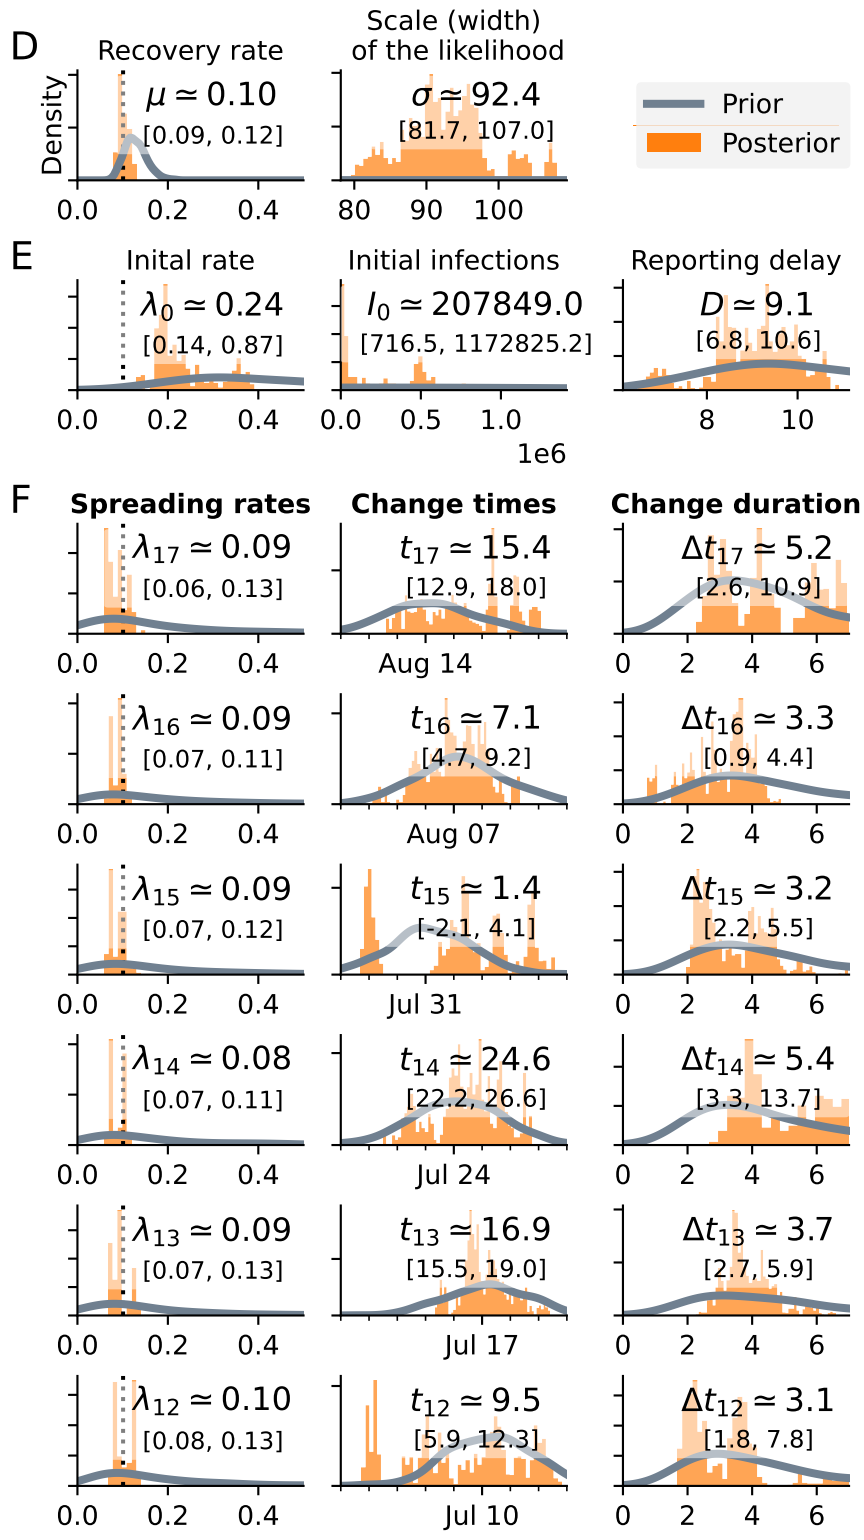 D
Recovery rate
Scale (width)
of the likelihood
Density
μ ≃ 0.10
[0.09, 0.12]
0.0 0.2 0.4
σ ≃ 92.4
[81.7, 107.0]
80 90 100
Prior
Posterior
E
Inital rate
λ0 ≃ 0.24
[0.14, 0.87]
0.0 0.2 0.4
Initial infections
I0 ≃ 207849.0
[716.5, 1172825.2]
0.0 0.5 1.0
1e6
Reporting delay
D ≃ 9.1
[6.8, 10.6]
8 10
F
Spreading rates Change times Change duration
λ17 ≃ 0.09
[0.06, 0.13]
0.0 0.2 0.4
t17 ≃ 15.4
[12.9, 18.0]
Aug 14
Δt17 ≃ 5.2
[2.6, 10.9]
0 2 4 6
λ16 ≃ 0.09
[0.07, 0.11]
0.0 0.2 0.4
t16 ≃ 7.1
[4.7, 9.2]
Aug 07
Δt16 ≃ 3.3
[0.9, 4.4]
0 2 4 6
λ15 ≃ 0.09
[0.07, 0.12]
0.0 0.2 0.4
t15 ≃ 1.4
[-2.1, 4.1]
Jul 31
Δt15 ≃ 3.2
[2.2, 5.5]
0 2 4 6
λ14 ≃ 0.08
[0.07, 0.11]
0.0 0.2 0.4
t14 ≃ 24.6
[22.2, 26.6]
Jul 24
Δt14 ≃ 5.4
[3.3, 13.7]
0 2 4 6
λ13 ≃ 0.09
[0.07, 0.13]
0.0 0.2 0.4
t13 ≃ 16.9
[15.5, 19.0]
Jul 17
Δt13 ≃ 3.7
[2.7, 5.9]
0 2 4 6
λ12 ≃ 0.10
[0.08, 0.13]
0.0 0.2 0.4
t12 ≃ 9.5
[5.9, 12.3]
Jul 10
Δt12 ≃ 3.1
[1.8, 7.8]
0 2 4 6